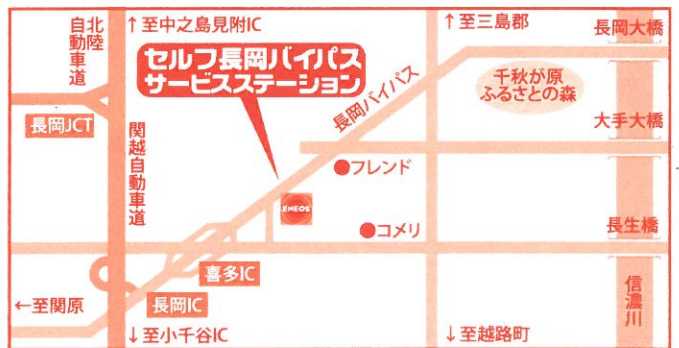 北陸
自動車道
↑至中之島見附IC
↑至三島郡
長岡大橋
セルフ長岡バイパス
サービスステーション
長岡バイパス
千秋が原
ふるさとの森
長岡JCT
関越自動車道
大手大橋
●フレンド
ENEOS
●コメリ
長生橋
喜多IC
←至関原
長岡IC
信濃川
↓至小千谷IC
↓至越路町